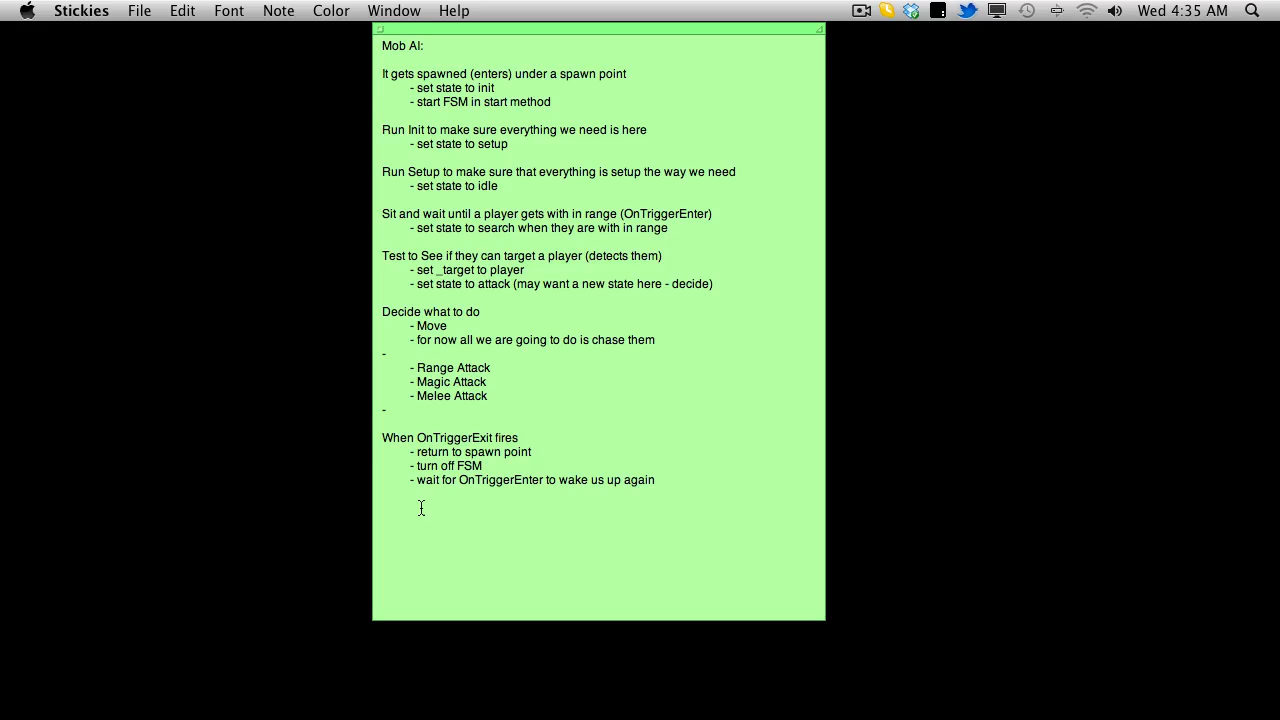 Stickies File Edit Font Note Color Window Help Wed 4:35 AM
Mob AI:
It gets spawned (enters) under a spawn point
- set state to init
- start FSM in start method
Run Init to make sure everything we need is here
- set state to setup
Run Setup to make sure that everything is setup the way we need
- set state to idle
Sit and wait until a player gets with in range (OnTriggerEnter)
- set state to search when they are with in range
Test to See if they can target a player (detects them)
- set _target to player
- set state to attack (may want a new state here - decide)
Decide what to do
- Move
- for now all we are going to do is chase them
-
- Range Attack
- Magic Attack
- Melee Attack
-
When OnTriggerExit fires
- return to spawn point
- turn off FSM
- wait for OnTriggerEnter to wake us up again